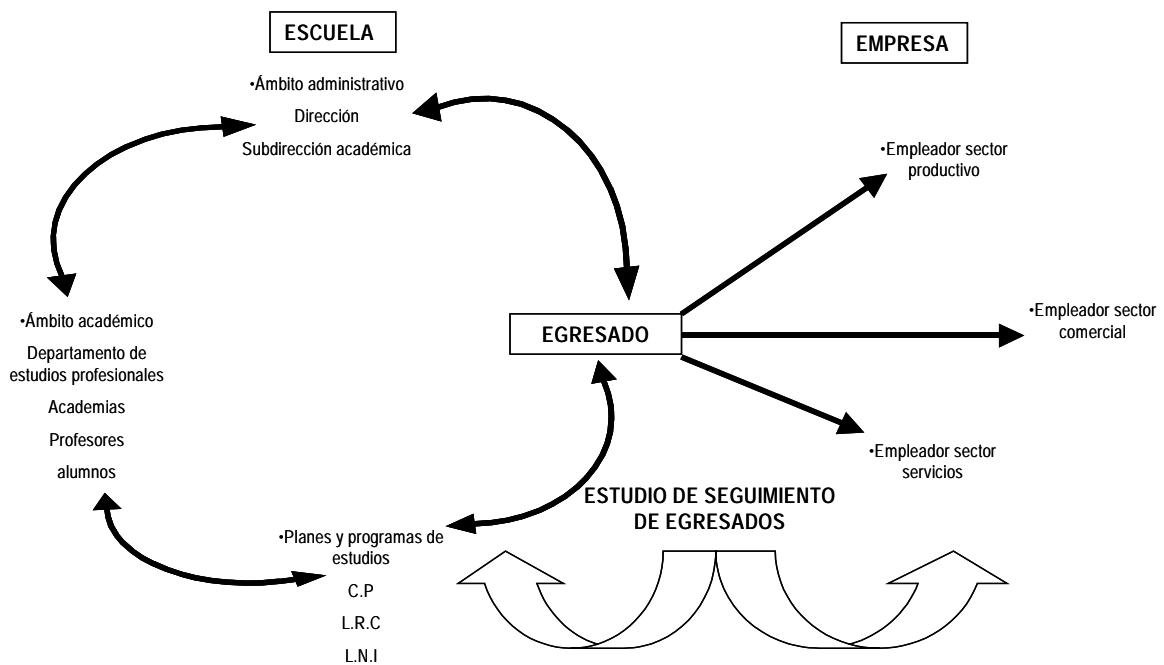 ESCUELA
•Ámbito administrativo
Dirección
Subdirección académica
EMPRESA
•Empleador sector
productivo
•Empleador sector
comercial
•Empleador sector
servicios
EGRESADO
•Ámbito académico
Departamento de
estudios profesionales
Academias
Profesores
alumnos
ESTUDIO DE SEGUIMIENTO
DE EGRESADOS
•Planes y programas de
estudios
C.P
L.R.C
L.N.I